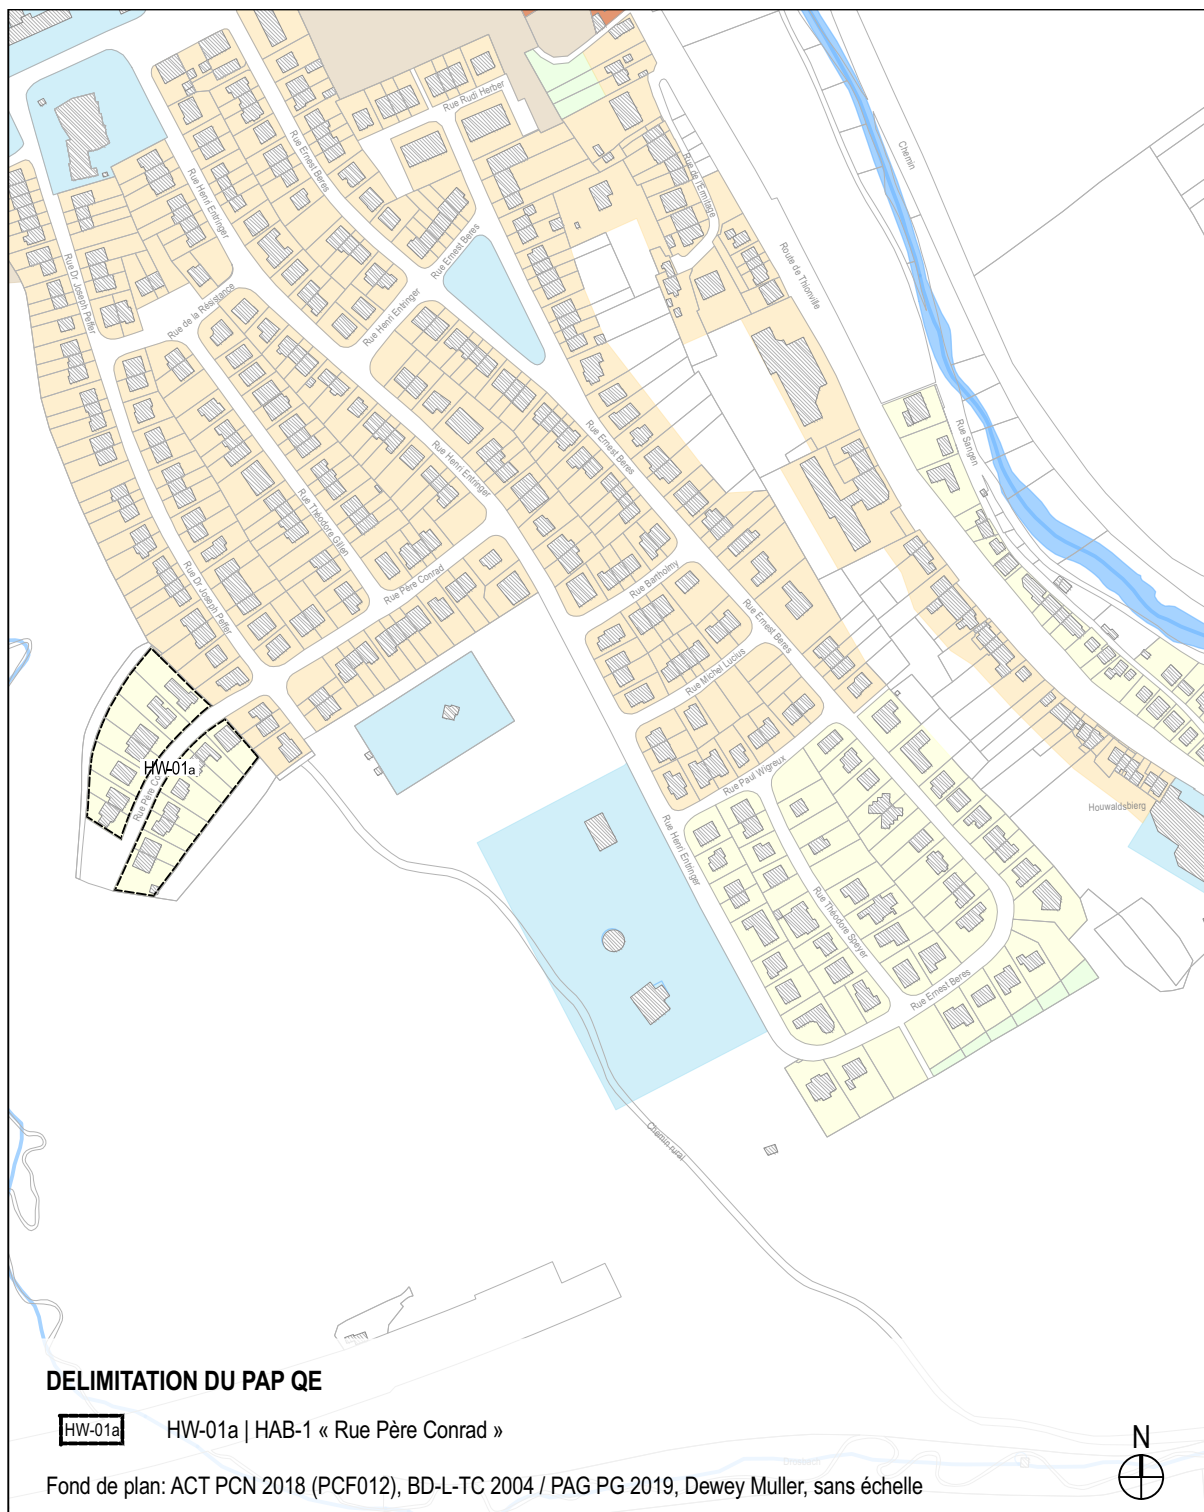 Rue Rudi Herber
Rue Ernest Beres
Rue Henri Entringer
Rue de l'Ermitage
Chemin
Rue Ernest Beres
Route de Thionville
Rue Dr Joseph Peffer
Rue de la Résistance
Rue Henri Entringer
Rue Ernest Beres
Rue Sangen
Rue Henri Entringer
Rue Théodore Gillen
Rue Père Conrad
Rue Bartholmy
Rue Dr Joseph Peffer
Rue Ernest Beres
Rue Michel Lucius
HW-01a
Rue Père Co
Rue Paul Wigreux
Houwaldsbierg
Rue Henri Entringer
Rue Théodore Speyer
Rue Ernest Beres
Chemin rural
DELIMITATION DU PAP QE
HW-01a
HW-01a | HAB-1 « Rue Père Conrad »
N
Fond de plan: ACT PCN 2018 (PCF012), BD-L-TC 2004 / PAG PG 2019, Dewey Muller, sans échelle